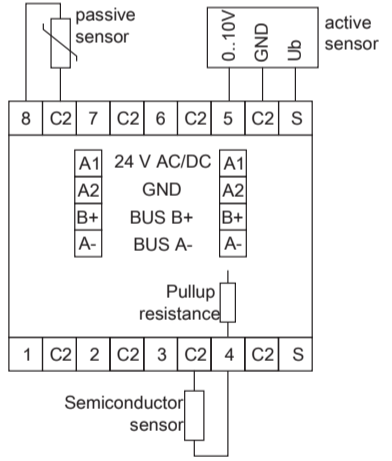 passive
sensor
0..10V
GND
Ub
active
sensor
8 C2 7 C2 6 C2 5 C2 S
A1 24 V AC/DC A1
A2 GND A2
B+ BUS B+ B+
A- BUS A- A-
Pullup
resistance
1 C2 2 C2 3 C2 4 C2 S
Semiconductor
sensor